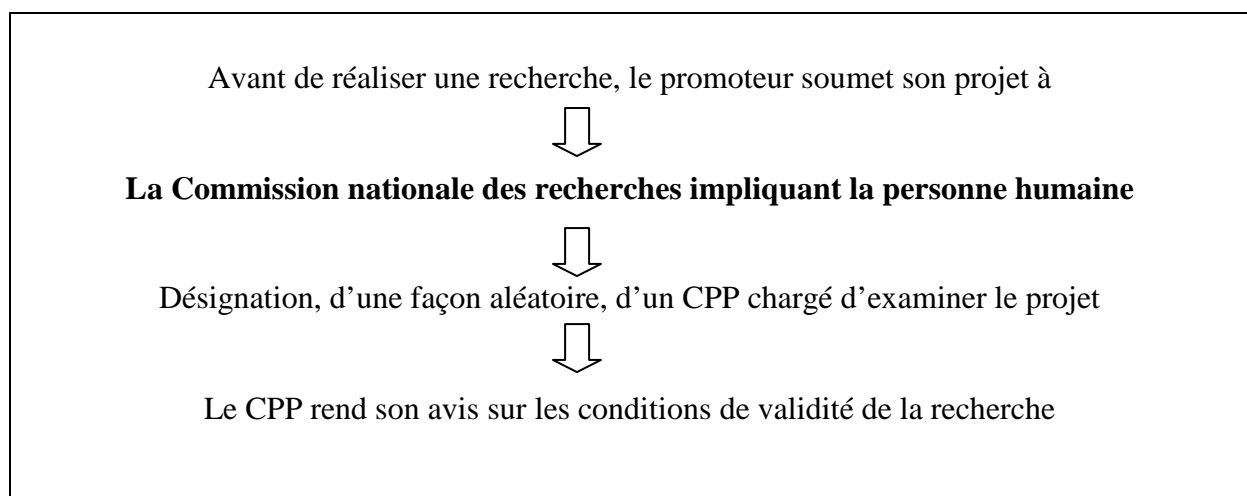 Avant de réaliser une recherche, le promoteur soumet son projet à
La Commission nationale des recherches impliquant la personne humaine
Désignation, d’une façon aléatoire, d’un CPP chargé d’examiner le projet
Le CPP rend son avis sur les conditions de validité de la recherche